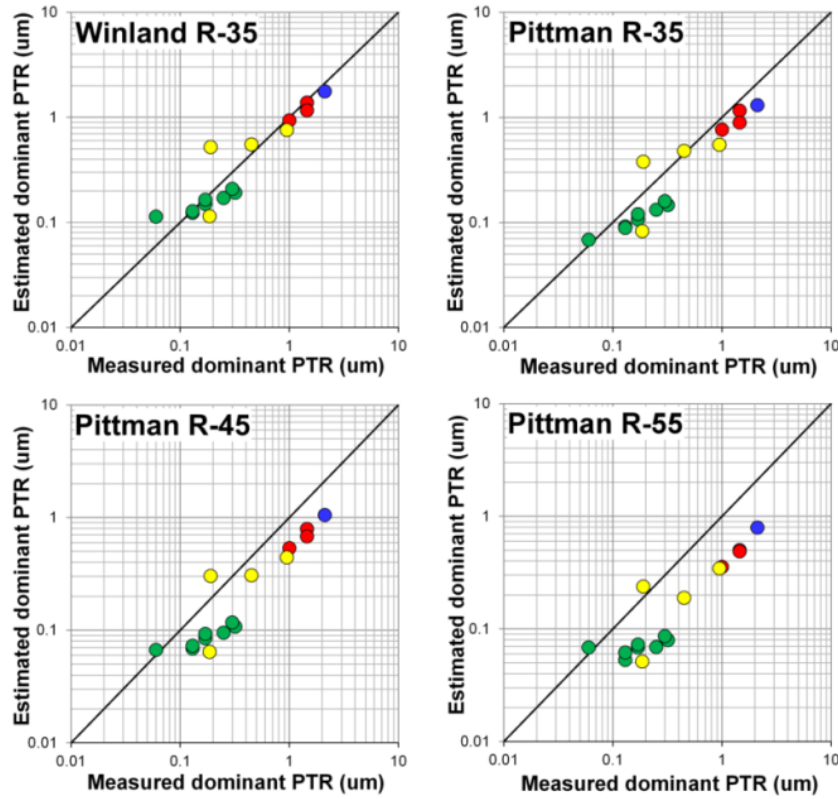 Winland R-35
Estimated dominant PTR (um)
10
1
0.1
0.01
0.01 0.1 1 10
Measured dominant PTR (um)
Pittman R-35
Estimated dominant PTR (um)
10
1
0.1
0.01
0.01 0.1 1 10
Measured dominant PTR (um)
Pittman R-45
Estimated dominant PTR (um)
10
1
0.1
0.01
0.01 0.1 1 10
Measured dominant PTR (um)
Pittman R-55
Estimated dominant PTR (um)
10
1
0.1
0.01
0.01 0.1 1 10
Measured dominant PTR (um)